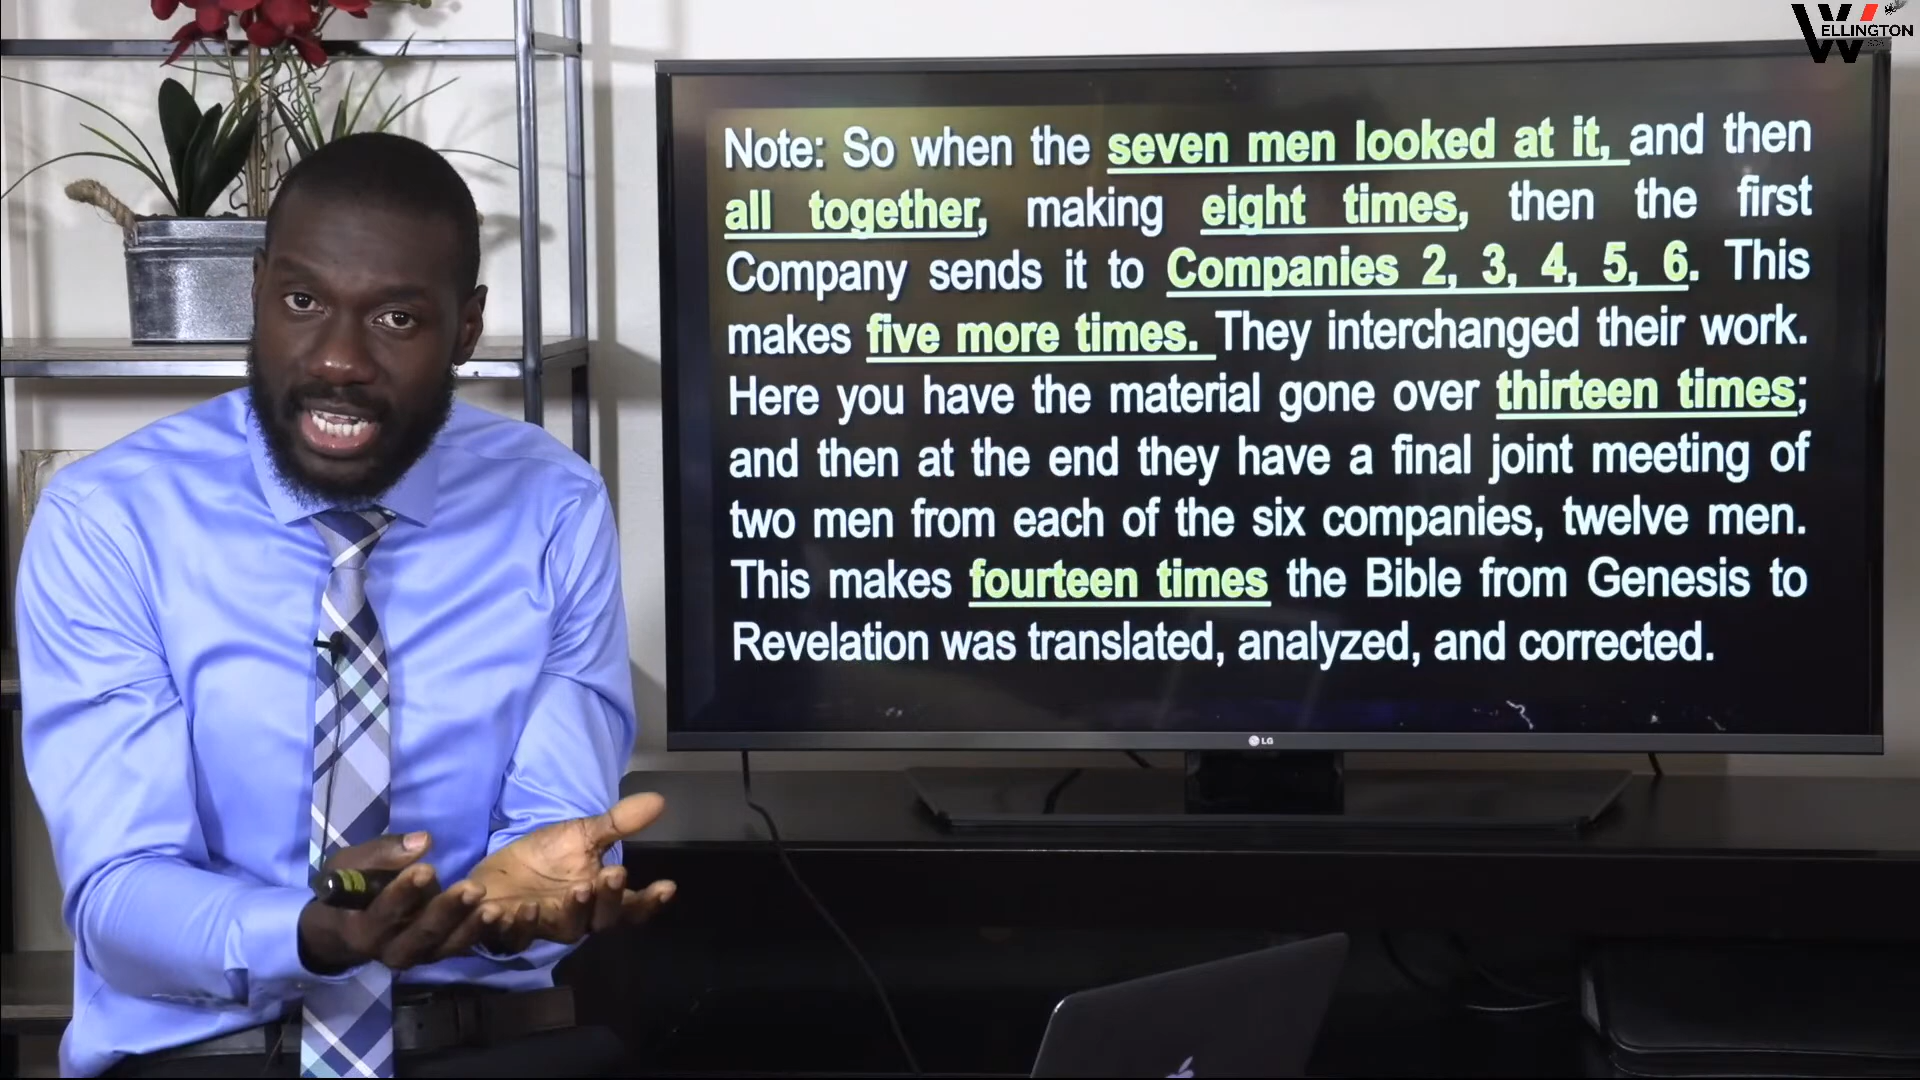 WELLINGTON
SDA
Note: So when the seven men looked at it, and then
all together, making eight times, then the first
Company sends it to Companies 2, 3, 4, 5, 6. This
makes five more times. They interchanged their work.
Here you have the material gone over thirteen times;
and then at the end they have a final joint meeting of
two men from each of the six companies, twelve men.
This makes fourteen times the Bible from Genesis to
Revelation was translated, analyzed, and corrected.
LG